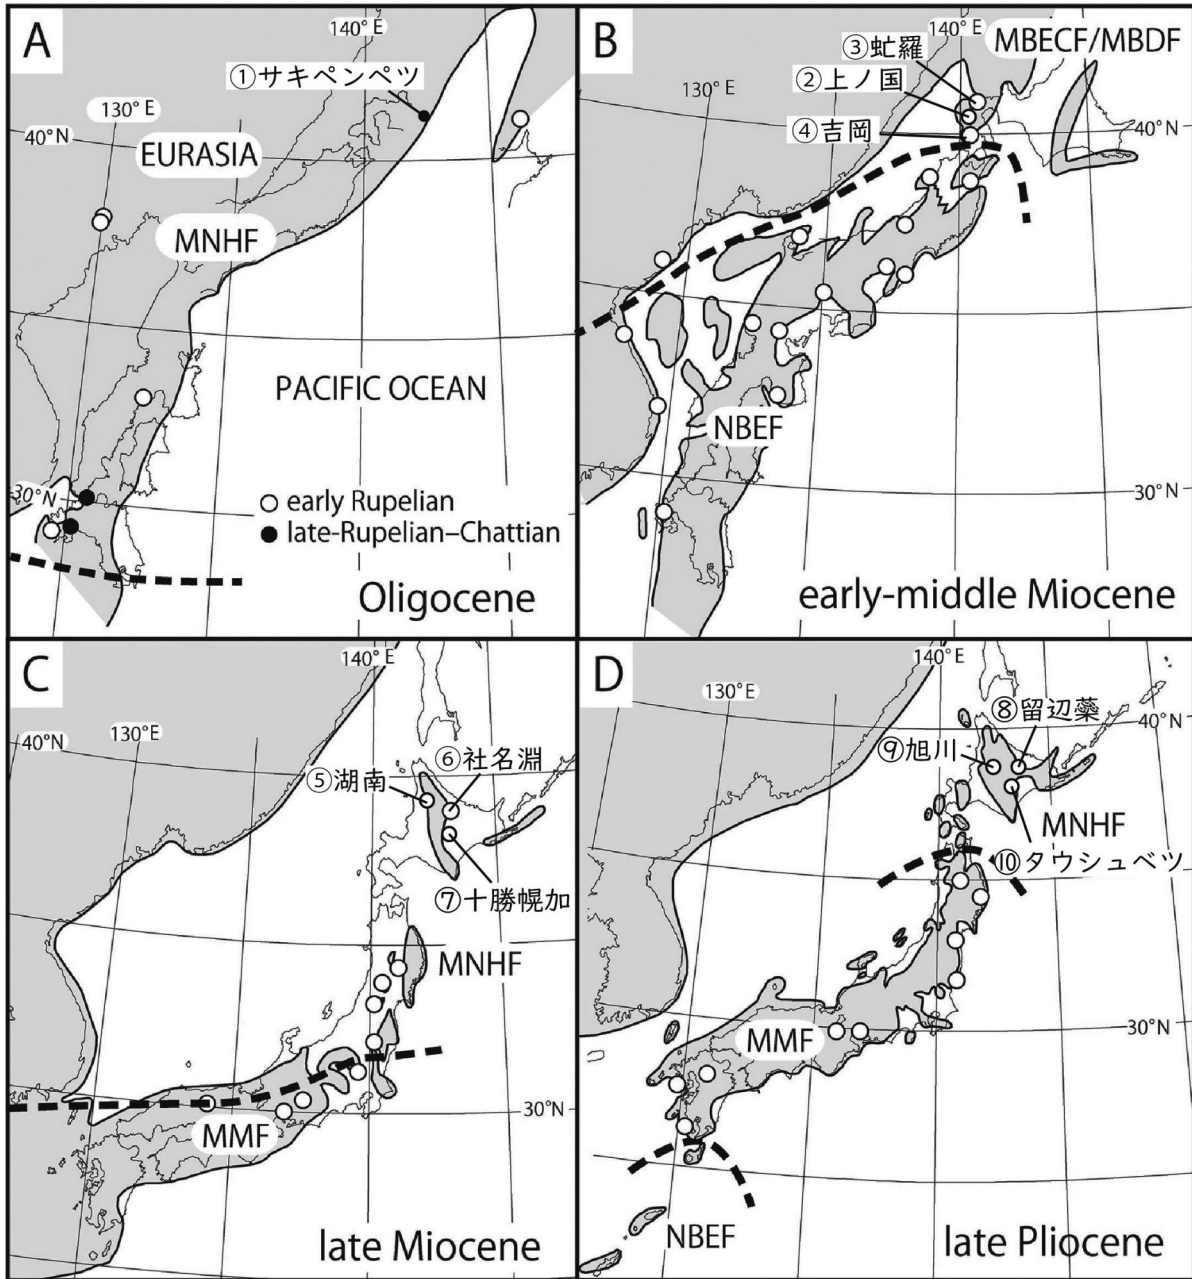 A
140° E
①サキペンペツ
130° E
40°N
EURASIA
MNHF
PACIFIC OCEAN
30°N
○ early Rupelian
● late-Rupelian–Chattian
Oligocene
B
140° E
MBECF/MBDF
③虻羅
②上ノ国
④吉岡
130° E
40°N
NBEF
30°N
early-middle Miocene
C
140° E
40°N
130° E
⑥社名淵
⑤湖南
⑦十勝幌加
MNHF
30°N
MMF
late Miocene
D
140° E
130° E
⑧留辺蘂
40°N
⑨旭川
MNHF
⑩タウシュベツ
30°N
MMF
NBEF
late Pliocene